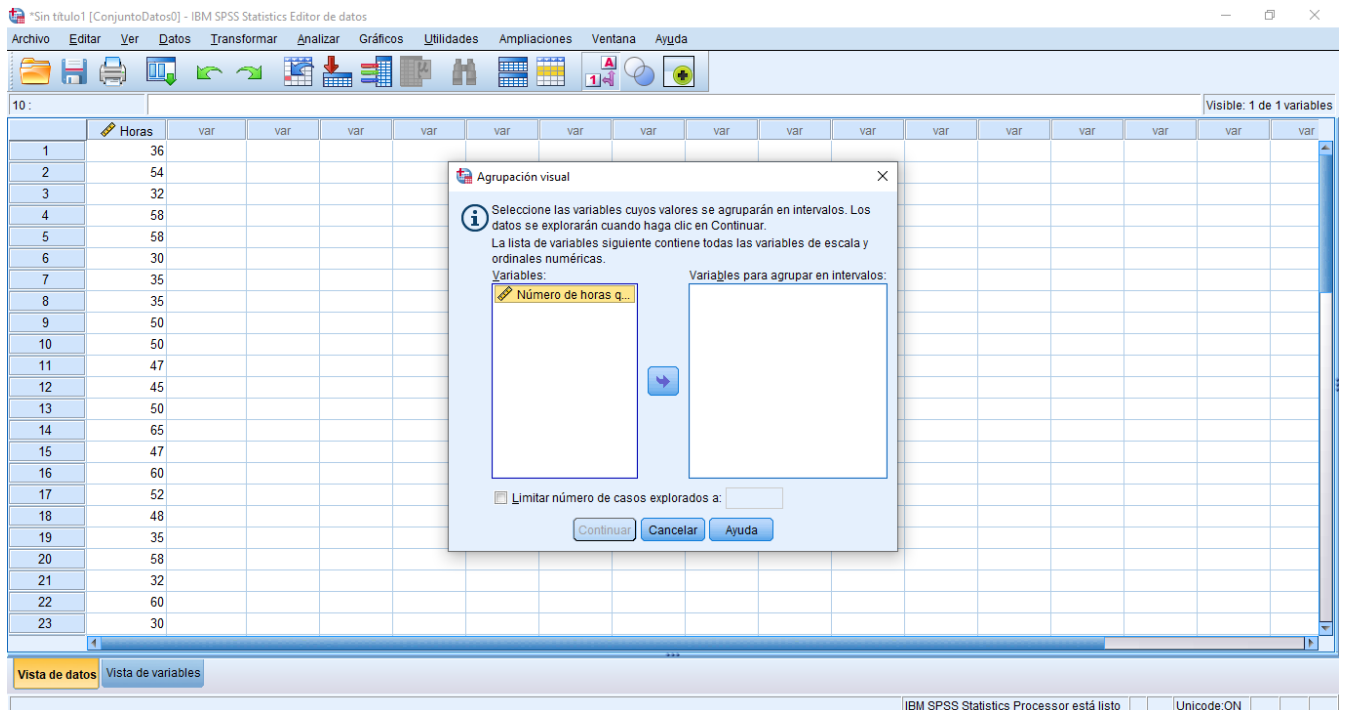 *Sin título1 [ConjuntoDatos0] - IBM SPSS Statistics Editor de datos
Archivo Editar Ver Datos Transformar Analizar Gráficos Utilidades Ampliaciones Ventana Ayuda
10 :
Visible: 1 de 1 variables
Horas var var var var var var var var var var var var var var var var
1 36
2 54
3 32
4 58
5 58
6 30
7 35
8 35
9 50
10 50
11 47
12 45
13 50
14 65
15 47
16 60
17 52
18 48
19 35
20 58
21 32
22 60
23 30
Agrupación visual
Seleccione las variables cuyos valores se agruparán en intervalos. Los
datos se explorarán cuando haga clic en Continuar.
La lista de variables siguiente contiene todas las variables de escala y
ordinales numéricas.
Variables: Variables para agrupar en intervalos:
Número de horas q...
Limitar número de casos explorados a:
Continuar Cancelar Ayuda
Vista de datos Vista de variables
IBM SPSS Statistics Processor está listo Unicode:ON